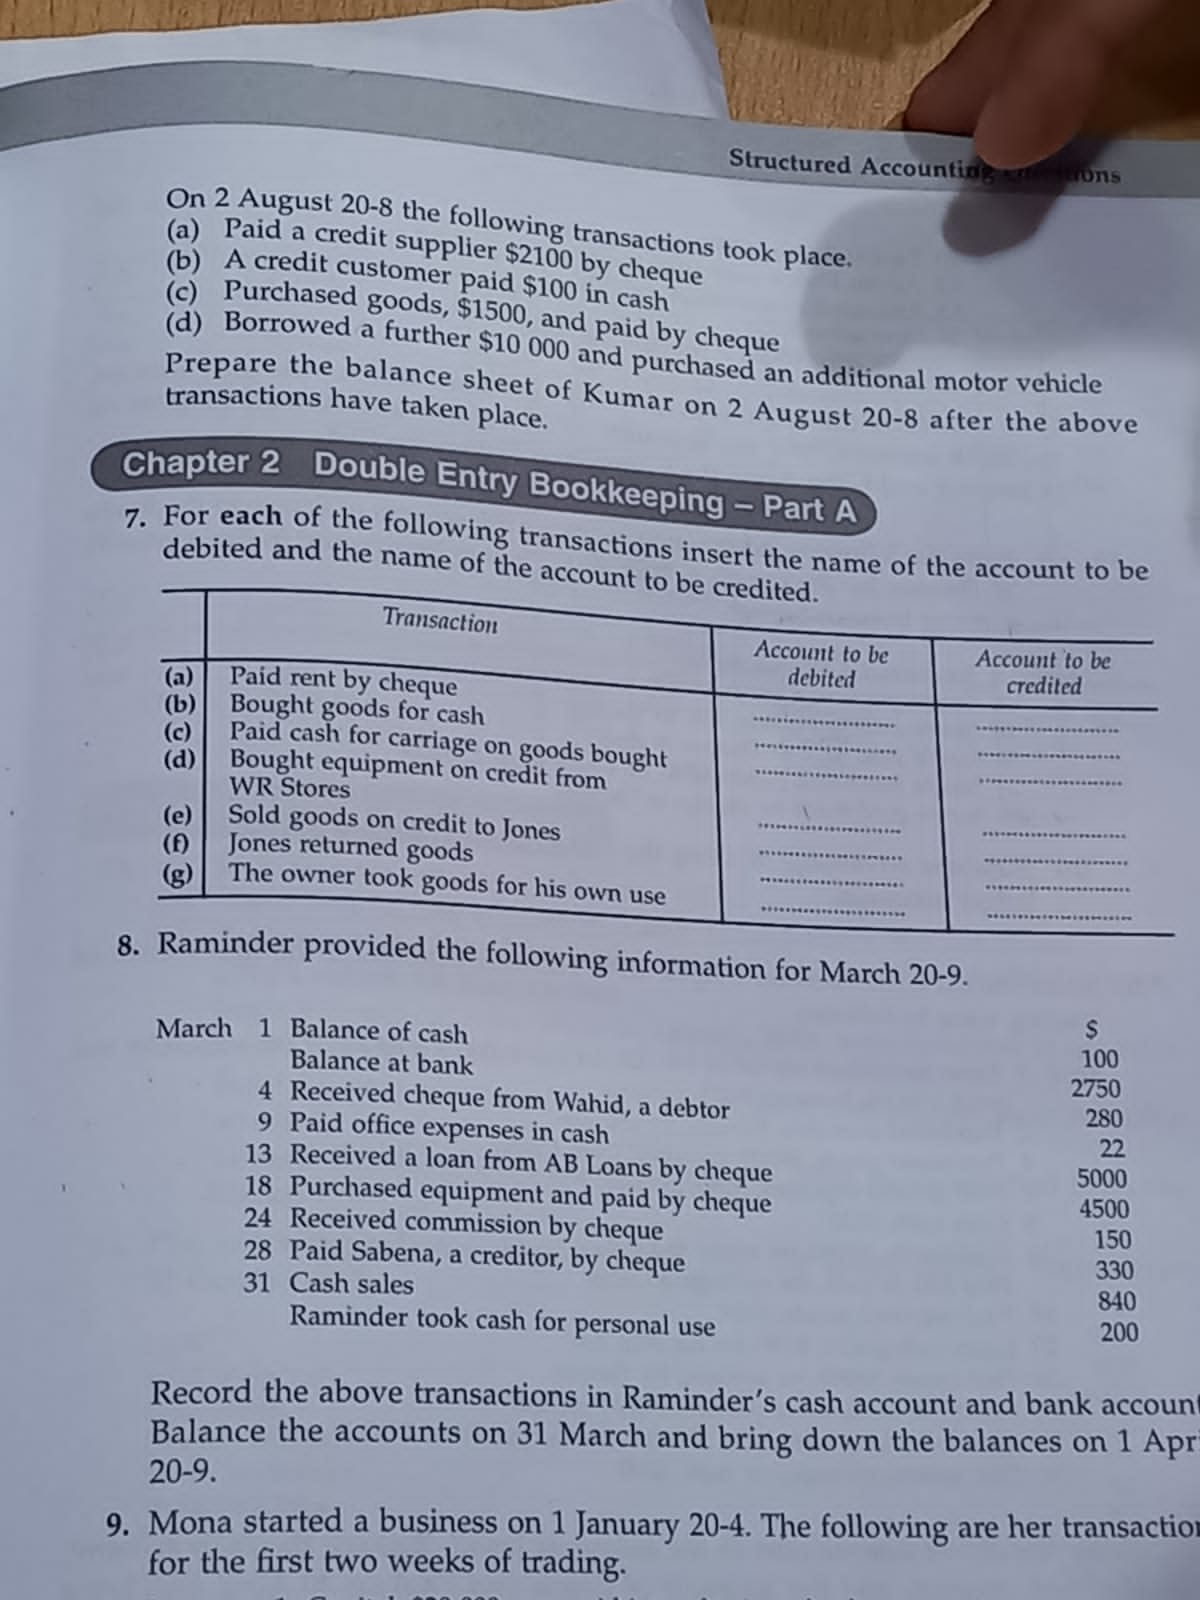 Structured Accounting
On 2 August 20-8 the following transactions took place.
(a) Paid a credit supplier $2100 by cheque
(b) A credit customer paid $100 in cash
(c) Purchased goods, $1500, and paid by cheque
(d) Borrowed a further $10 000 and purchased an additional motor vehicle
Prepare the balance sheet of Kumar on 2 August 20-8 after the above
transactions have taken place.
Chapter 2 Double Entry Bookkeeping – Part A
7. For each of the following transactions insert the name of the account to be
debited and the name of the account to be credited.
Transaction
Account to be
debited
Account to be
credited
(a) Paid rent by cheque ........................ ........................
(b) Bought goods for cash ........................ ........................
(c) Paid cash for carriage on goods bought ........................ ........................
(d) Bought equipment on credit from
WR Stores ........................ ........................
(e) Sold goods on credit to Jones ........................ ........................
(f) Jones returned goods ........................ ........................
(g) The owner took goods for his own use ........................ ........................
8. Raminder provided the following information for March 20-9.
$
March 1 Balance of cash 100
Balance at bank 2750
4 Received cheque from Wahid, a debtor 280
9 Paid office expenses in cash 22
13 Received a loan from AB Loans by cheque 5000
18 Purchased equipment and paid by cheque 4500
24 Received commission by cheque 150
28 Paid Sabena, a creditor, by cheque 330
31 Cash sales 840
Raminder took cash for personal use 200
Record the above transactions in Raminder's cash account and bank
Balance the accounts on 31 March and bring down the balances on 1
20-9.
9. Mona started a business on 1 January 20-4. The following are her
for the first two weeks of trading.